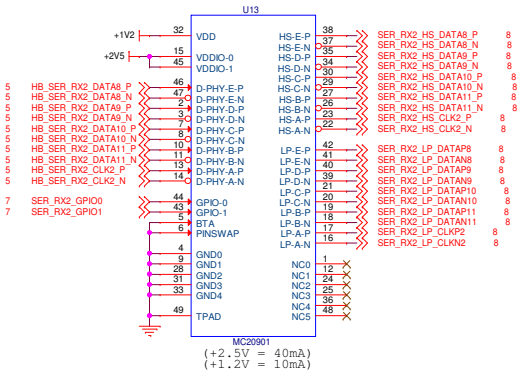 U13
+1V2 32 VDD HS-E-P 38 SER_RX2_HS_DATA8_P 8
HS-E-N 37 SER_RX2_HS_DATA8_N 8
+2V5 15 VDDIO-0 HS-D-P 35 SER_RX2_HS_DATA9_P 8
45 VDDIO-1 HS-D-N 34 SER_RX2_HS_DATA9_N 8
HS-C-P 30 SER_RX2_HS_DATA10_P 8
5 HB_SER_RX2_DATA8_P 46 D-PHY-E-P HS-C-N 29 SER_RX2_HS_DATA10_N 8
5 HB_SER_RX2_DATA8_N 47 D-PHY-E-N HS-B-P 27 SER_RX2_HS_DATA11_P 8
5 HB_SER_RX2_DATA9_P 2 D-PHY-D-P HS-B-N 26 SER_RX2_HS_DATA11_N 8
5 HB_SER_RX2_DATA9_N 3 D-PHY-D-N HS-A-P 23 SER_RX2_HS_CLK2_P 8
5 HB_SER_RX2_DATA10_P 7 D-PHY-C-P HS-A-N 22 SER_RX2_HS_CLK2_N 8
5 HB_SER_RX2_DATA10_N 8 D-PHY-C-N
5 HB_SER_RX2_DATA11_P 10 D-PHY-B-P LP-E-P 42 SER_RX2_LP_DATAP8 8
5 HB_SER_RX2_DATA11_N 11 D-PHY-B-N LP-E-N 41 SER_RX2_LP_DATAN8 8
5 HB_SER_RX2_CLK2_P 13 D-PHY-A-P LP-D-P 40 SER_RX2_LP_DATAP9 8
5 HB_SER_RX2_CLK2_N 14 D-PHY-A-N LP-D-N 39 SER_RX2_LP_DATAN9 8
LP-C-P 21 SER_RX2_LP_DATAP10 8
7 SER_RX2_GPIO0 44 GPIO-0 LP-C-N 20 SER_RX2_LP_DATAN10 8
7 SER_RX2_GPIO1 43 GPIO-1 LP-B-P 19 SER_RX2_LP_DATAP11 8
5 BTA LP-B-N 18 SER_RX2_LP_DATAN11 8
6 PINSWAP LP-A-P 17 SER_RX2_LP_CLKP2 8
LP-A-N 16 SER_RX2_LP_CLKN2 8
4 GND0
9 GND1 NC0 1
28 GND2 NC1 12
31 GND3 NC2 24
33 GND4 NC3 25
NC4 36
49 TPAD NC5 48
MC20901
(+2.5V = 40mA)
(+1.2V = 10mA)